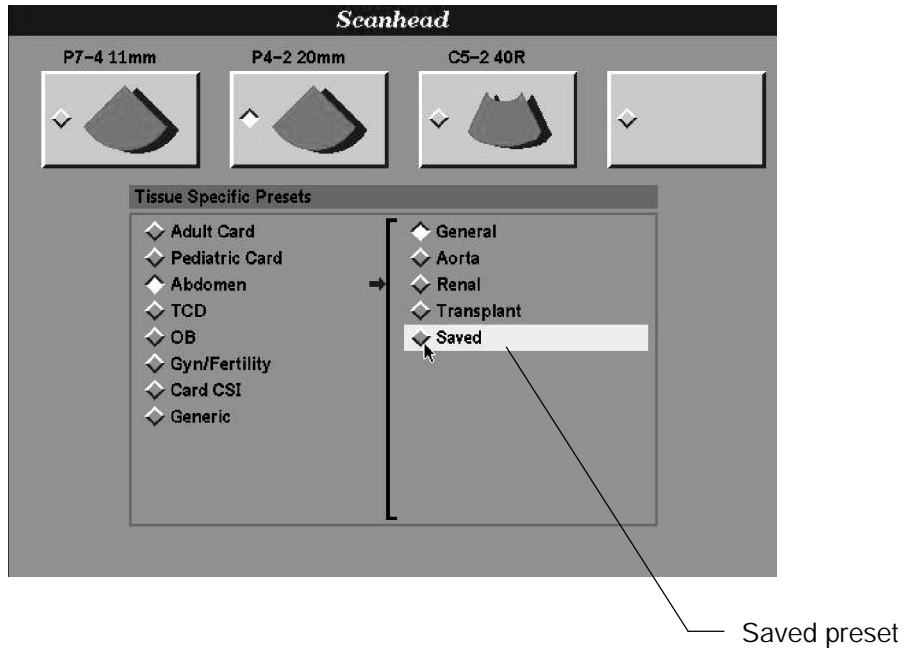 Scanhead
P7-4 11mm
P4-2 20mm
C5-2 40R
Tissue Specific Presets
Adult Card
Pediatric Card
Abdomen
TCD
OB
Gyn/Fertility
Card CSI
Generic
General
Aorta
Renal
Transplant
Saved
Saved preset